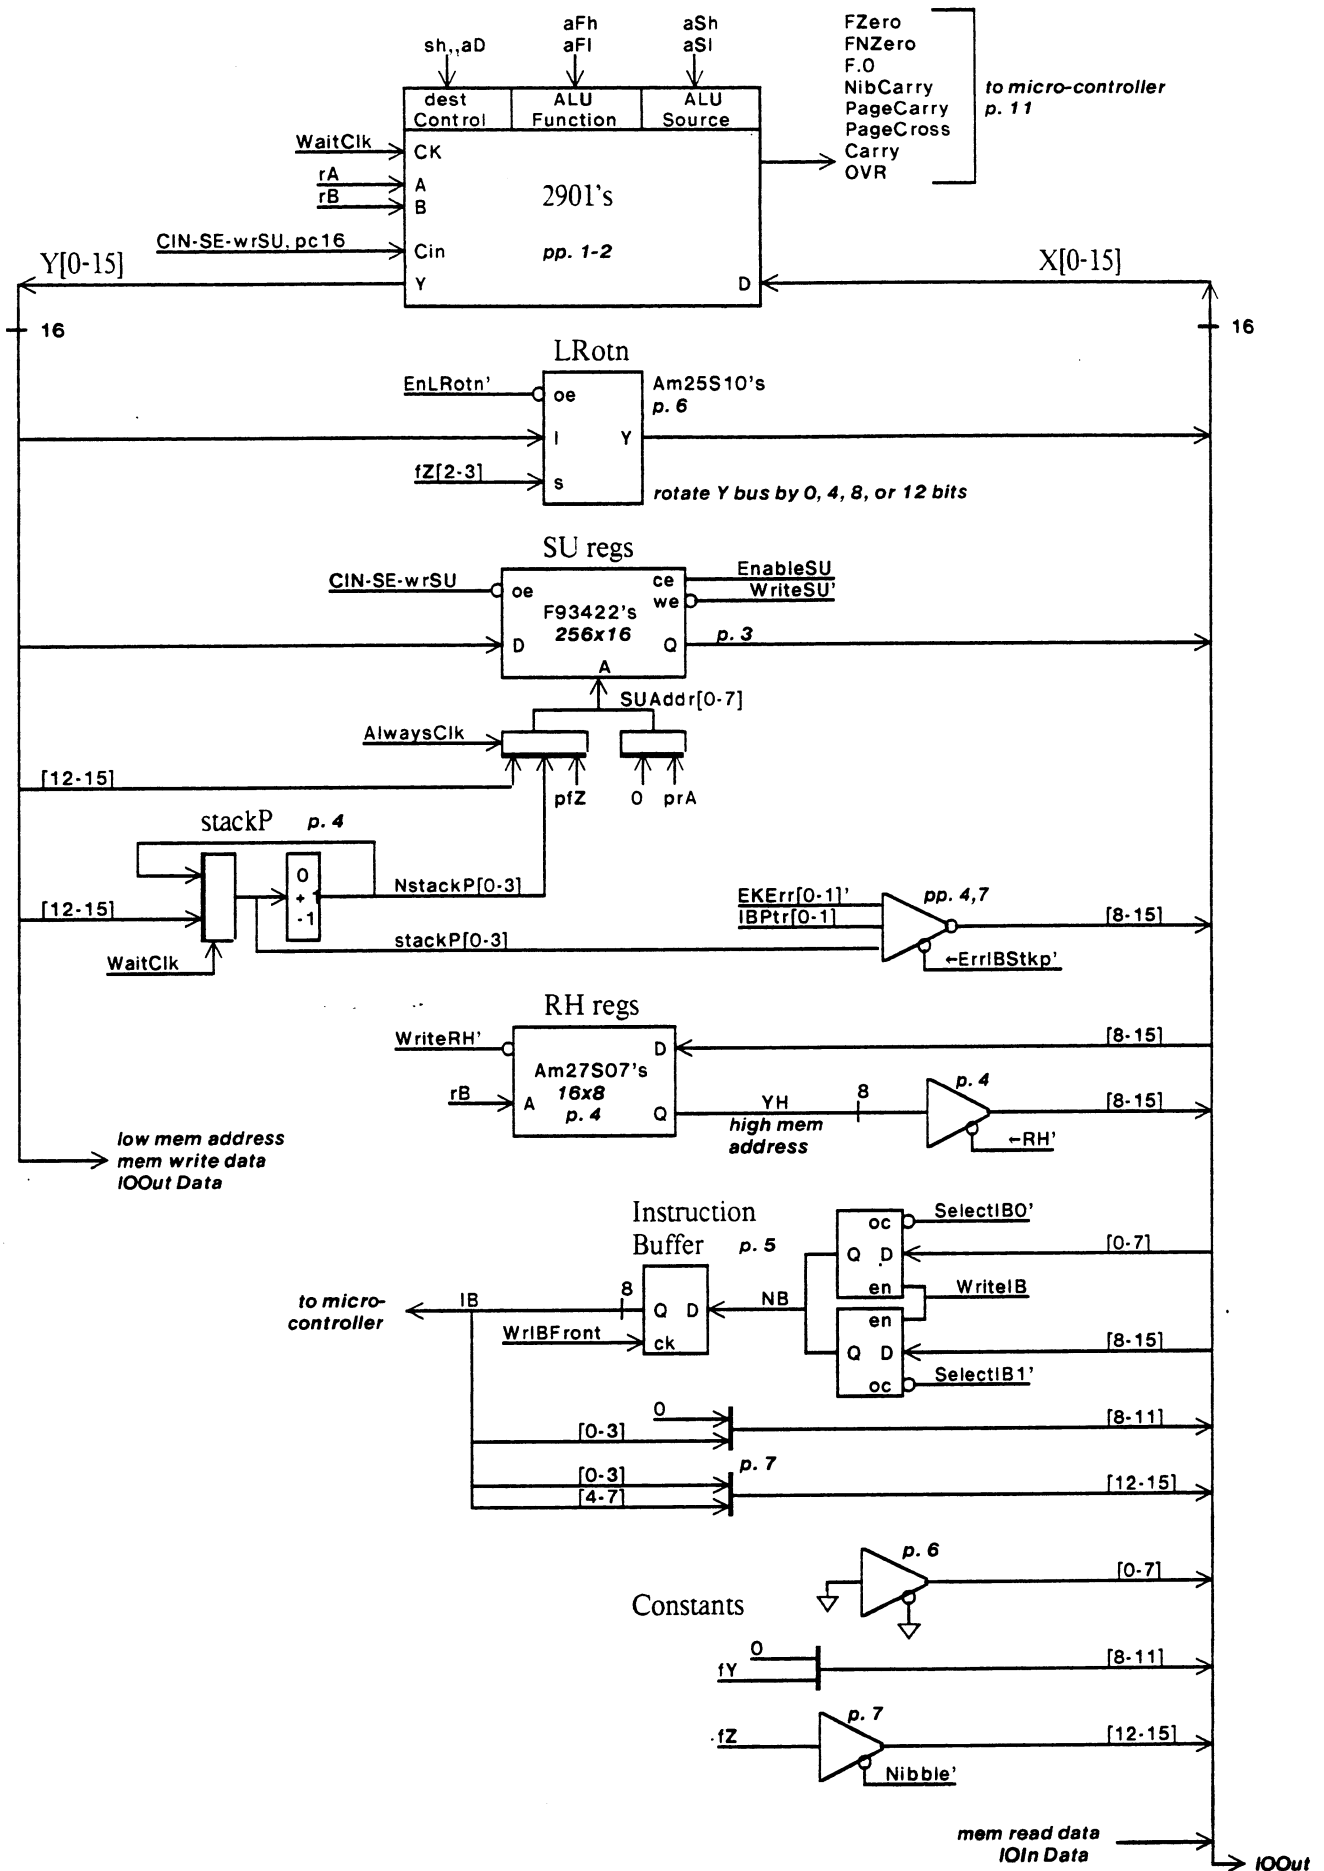 sh,,aD
aFh
aFl
aSh
aSl
FZero
FNZero
F.0
NibCarry
PageCarry
PageCross
Carry
OVR
to micro-controller
p. 11
dest
Control
ALU
Function
ALU
Source
WaitClk
CK
rA
A
rB
B
2901's
CIN-SE-wrSU, pc16
Cin
pp. 1-2
Y[0-15]
Y
D
X[0-15]
16
16
LRotn
EnLRotn'
oe
Am25S10's
p. 6
I
Y
fZ[2-3]
s
rotate Y bus by 0, 4, 8, or 12 bits
SU regs
CIN-SE-wrSU
oe
ce
EnableSU
we
WriteSU'
F93422's
256x16
D
Q
p. 3
A
SUAddr[0-7]
AlwaysClk
[12-15]
pfZ
0
prA
stackP
p. 4
0
+ 1
-1
NstackP[0-3]
[12-15]
stackP[0-3]
WaitClk
EKErr[0-1]'
IBPtr[0-1]
pp. 4,7
[8-15]
←ErrIBStkp'
RH regs
WriteRH'
D
[8-15]
Am27S07's
16x8
p. 4
rB
A
Q
YH
high mem
address
8
p. 4
[8-15]
←RH'
low mem address
mem write data
IOOut Data
Instruction
Buffer
p. 5
oc
SelectIB0'
Q
D
[0-7]
en
WriteIB
to micro-
controller
IB
8
Q
D
NB
en
WrIBFront
ck
Q
D
[8-15]
oc
SelectIB1'
0
[0-3]
[8-11]
[0-3]
p. 7
[4-7]
[12-15]
p. 6
[0-7]
Constants
0
fY
[8-11]
p. 7
fZ
[12-15]
Nibble'
mem read data
IOIn Data
IOOut